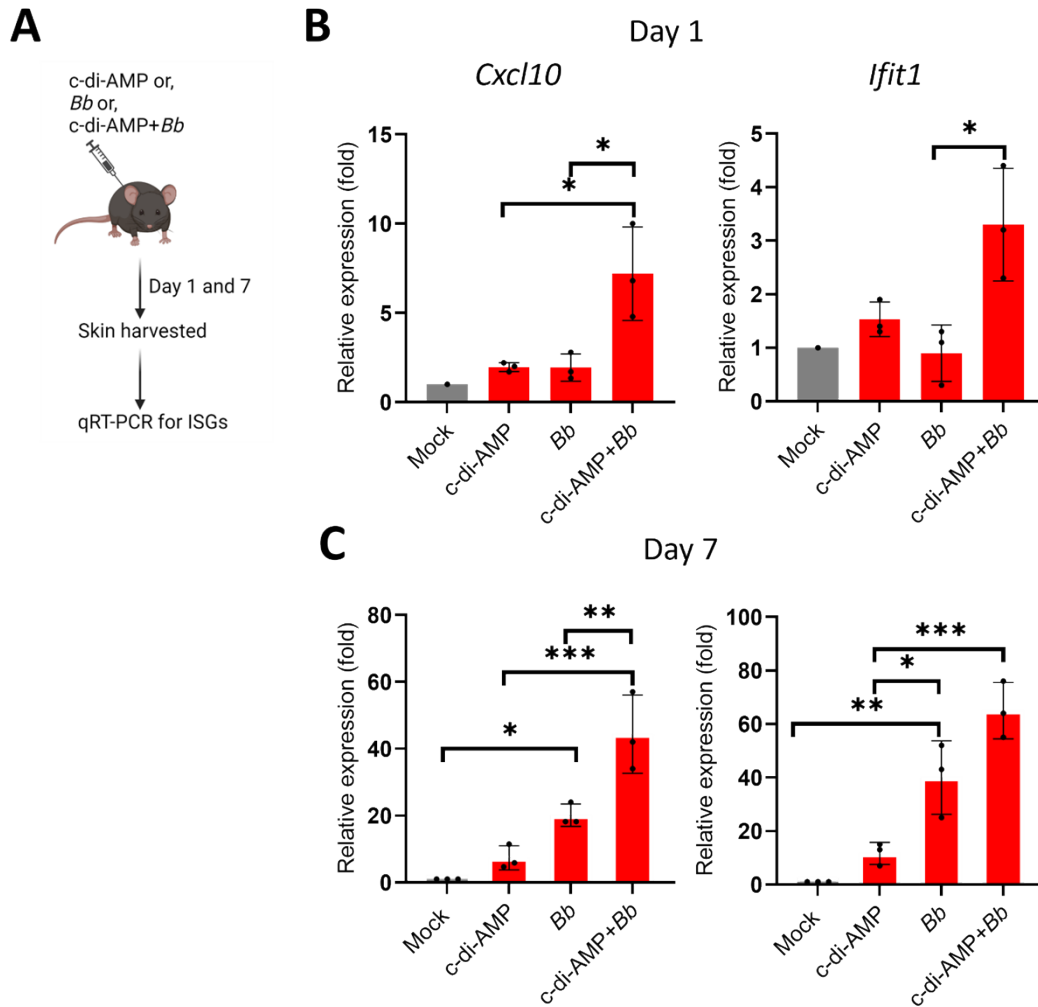 A
c-di-AMP or,
Bb or,
c-di-AMP+Bb
Day 1 and 7
Skin harvested
qRT-PCR for ISGs
B
Day 1
Cxcl10
Relative expression (fold)
15
10
5
0
*
*
Mock
c-di-AMP
Bb
c-di-AMP+Bb
Ifit1
Relative expression (fold)
5
4
3
2
1
0
*
Mock
c-di-AMP
Bb
c-di-AMP+Bb
C
Day 7
Relative expression (fold)
80
60
40
20
0
**
***
*
Mock
c-di-AMP
Bb
c-di-AMP+Bb
Relative expression (fold)
100
80
60
40
20
0
***
*
**
Mock
c-di-AMP
Bb
c-di-AMP+Bb